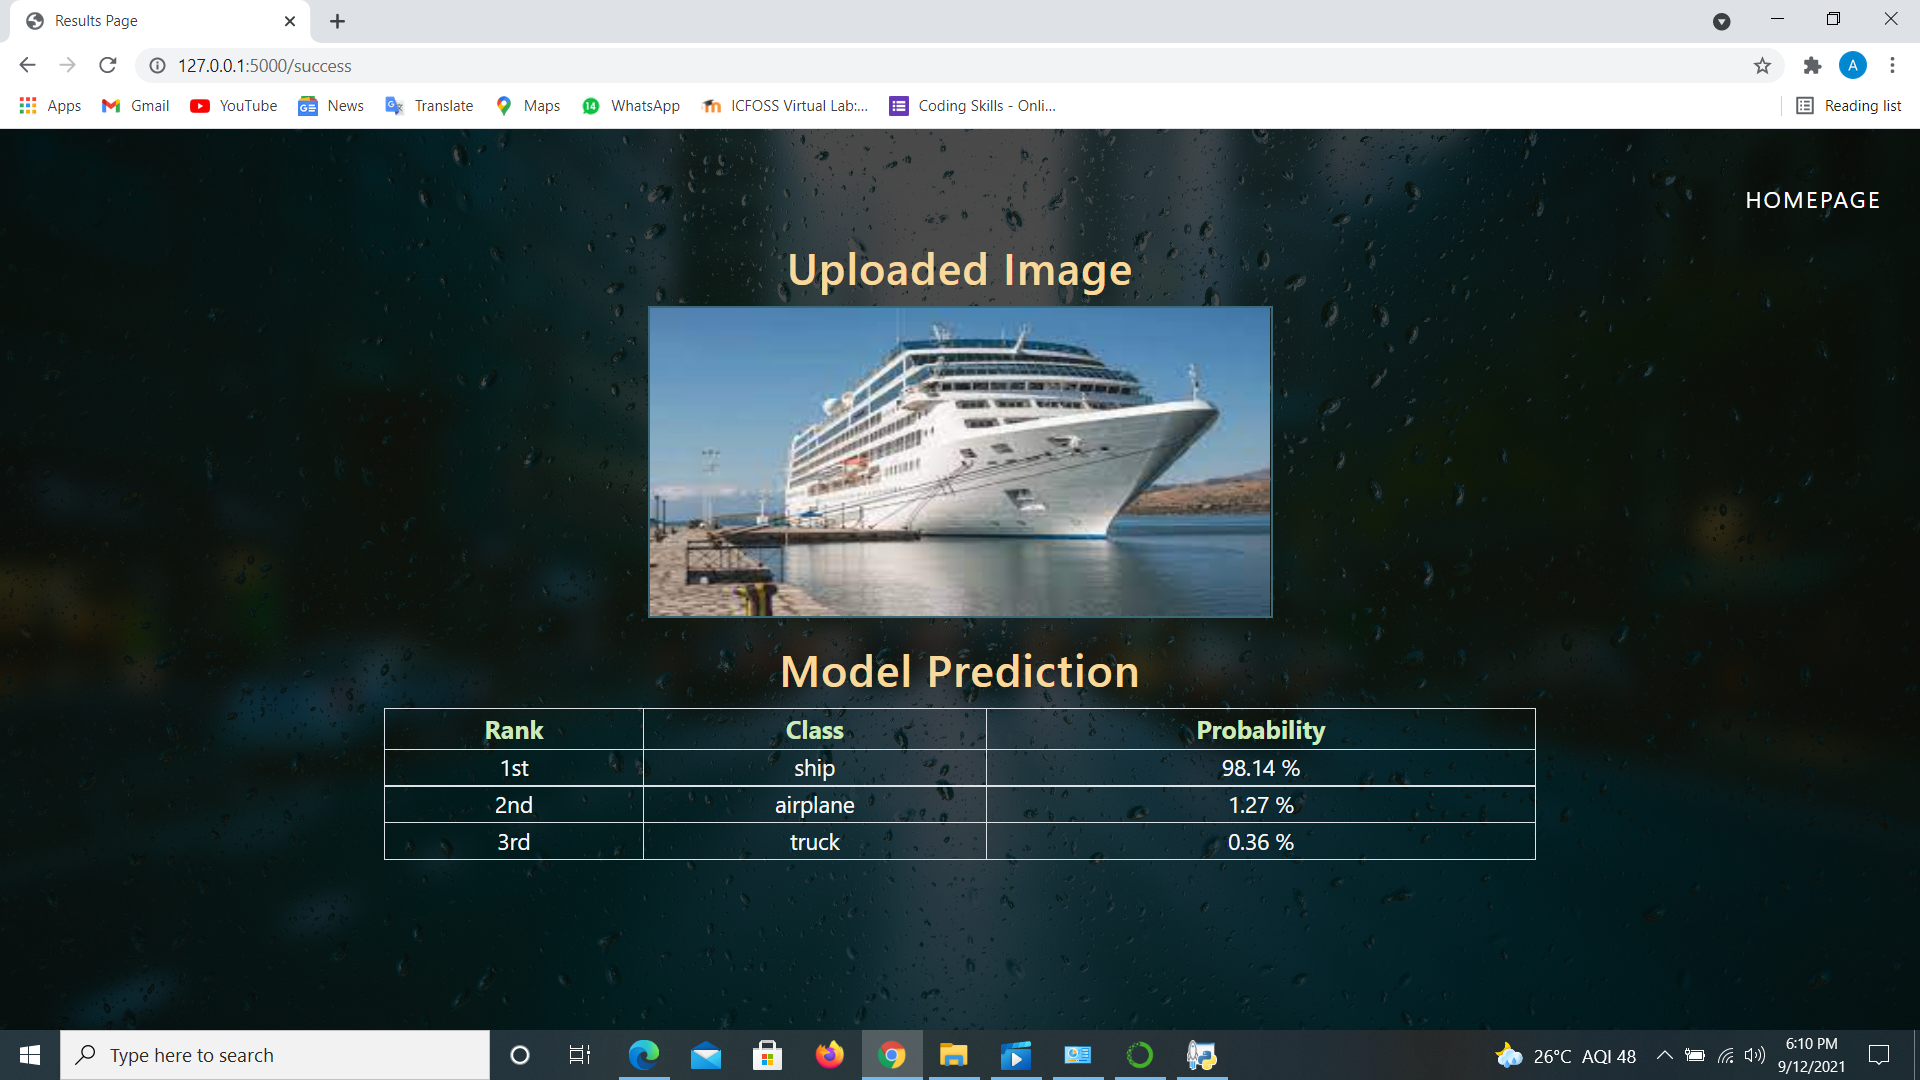 Results Page
127.0.0.1:5000/success
A
Apps Gmail YouTube News Translate Maps 14 WhatsApp ICFOSS Virtual Lab:... Coding Skills - Onli... Reading list
HOMEPAGE
Uploaded Image
Model Prediction
Rank Class Probability
1st ship 98.14 %
2nd airplane 1.27 %
3rd truck 0.36 %
Type here to search
26°C AQI 48
6:10 PM
9/12/2021